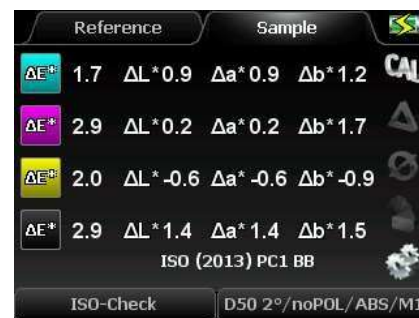 Reference Sample
CAL
ΔE* 1.7 ΔL* 0.9 Δa* 0.9 Δb* 1.2
ΔE* 2.9 ΔL* 0.2 Δa* 0.2 Δb* 1.7
ΔE* 2.0 ΔL* -0.6 Δa* -0.6 Δb* -0.9
ΔE* 2.9 ΔL* 1.4 Δa* 1.4 Δb* 1.5
ISO (2013) PC1 BB
ISO-Check D50 2°/noPOL/ABS/M1